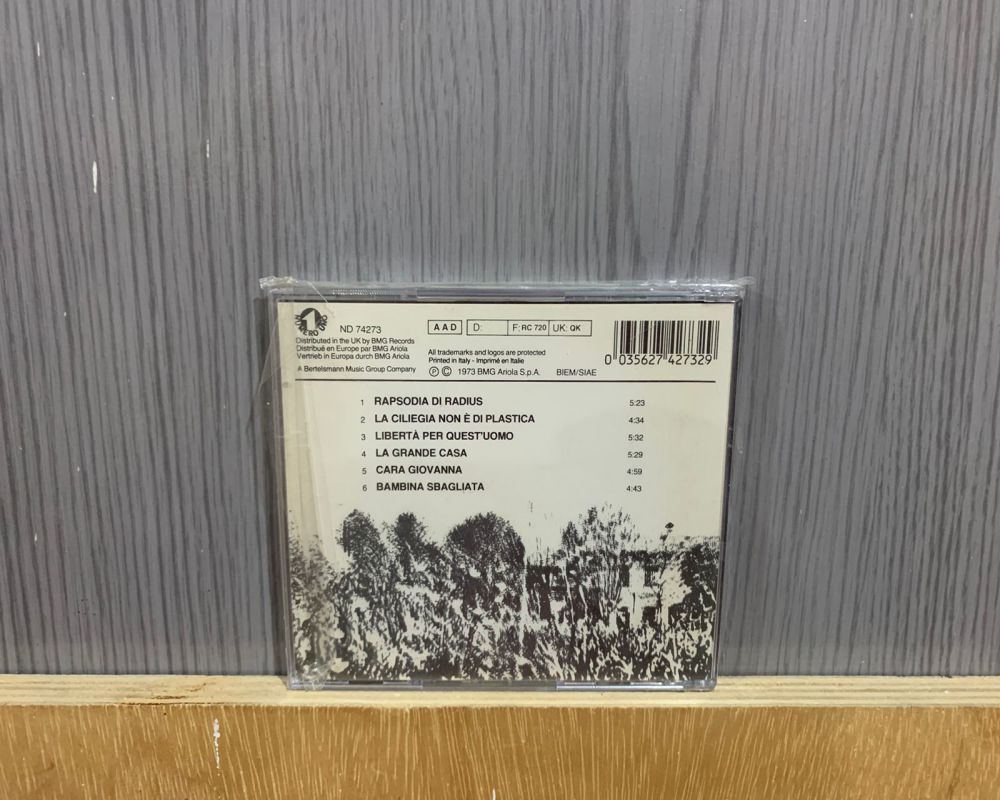 NUMERO UNO
1
ND 74273
Distributed in the UK by BMG Records
Distribué en Europe par BMG Ariola
Vertrieb in Europa durch BMG Ariola
A Bertelsmann Music Group Company
A A D
D:
F: RC 720
UK: QK
All trademarks and logos are protected
Printed in Italy - Imprimé en Italie
Ⓟ © 1973 BMG Ariola S.p.A. BIEM/SIAE
0 035627 427329
1 RAPSODIA DI RADIUS 5:23
2 LA CILIEGIA NON È DI PLASTICA 4:34
3 LIBERTÀ PER QUEST'UOMO 5:32
4 LA GRANDE CASA 5:29
5 CARA GIOVANNA 4:59
6 BAMBINA SBAGLIATA 4:43